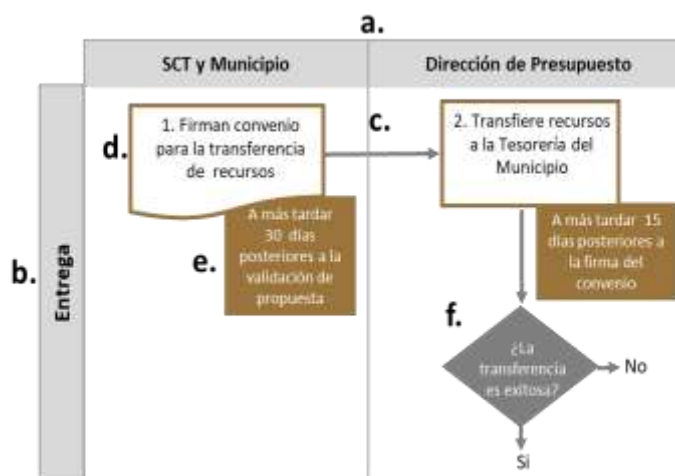 a.
SCT y Municipio
Dirección de Presupuesto
d.
1. Firman convenio
para la transferencia
de recursos
c.
2. Transfiere recursos
a la Tesorería del
Municipio
e.
A más tardar
30 días
posteriores a la
validación de
propuesta
A más tardar 15
días posteriores a
la firma del
convenio
b.
Entrega
f.
¿La
transferencia
es exitosa?
No
Si